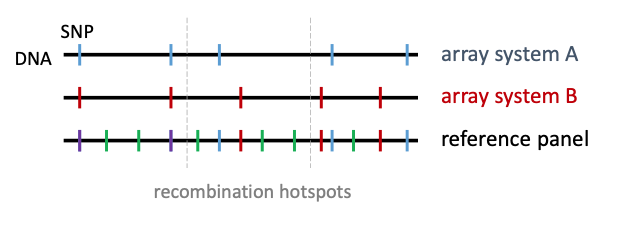 SNP
DNA
array system A
array system B
reference panel
recombination hotspots